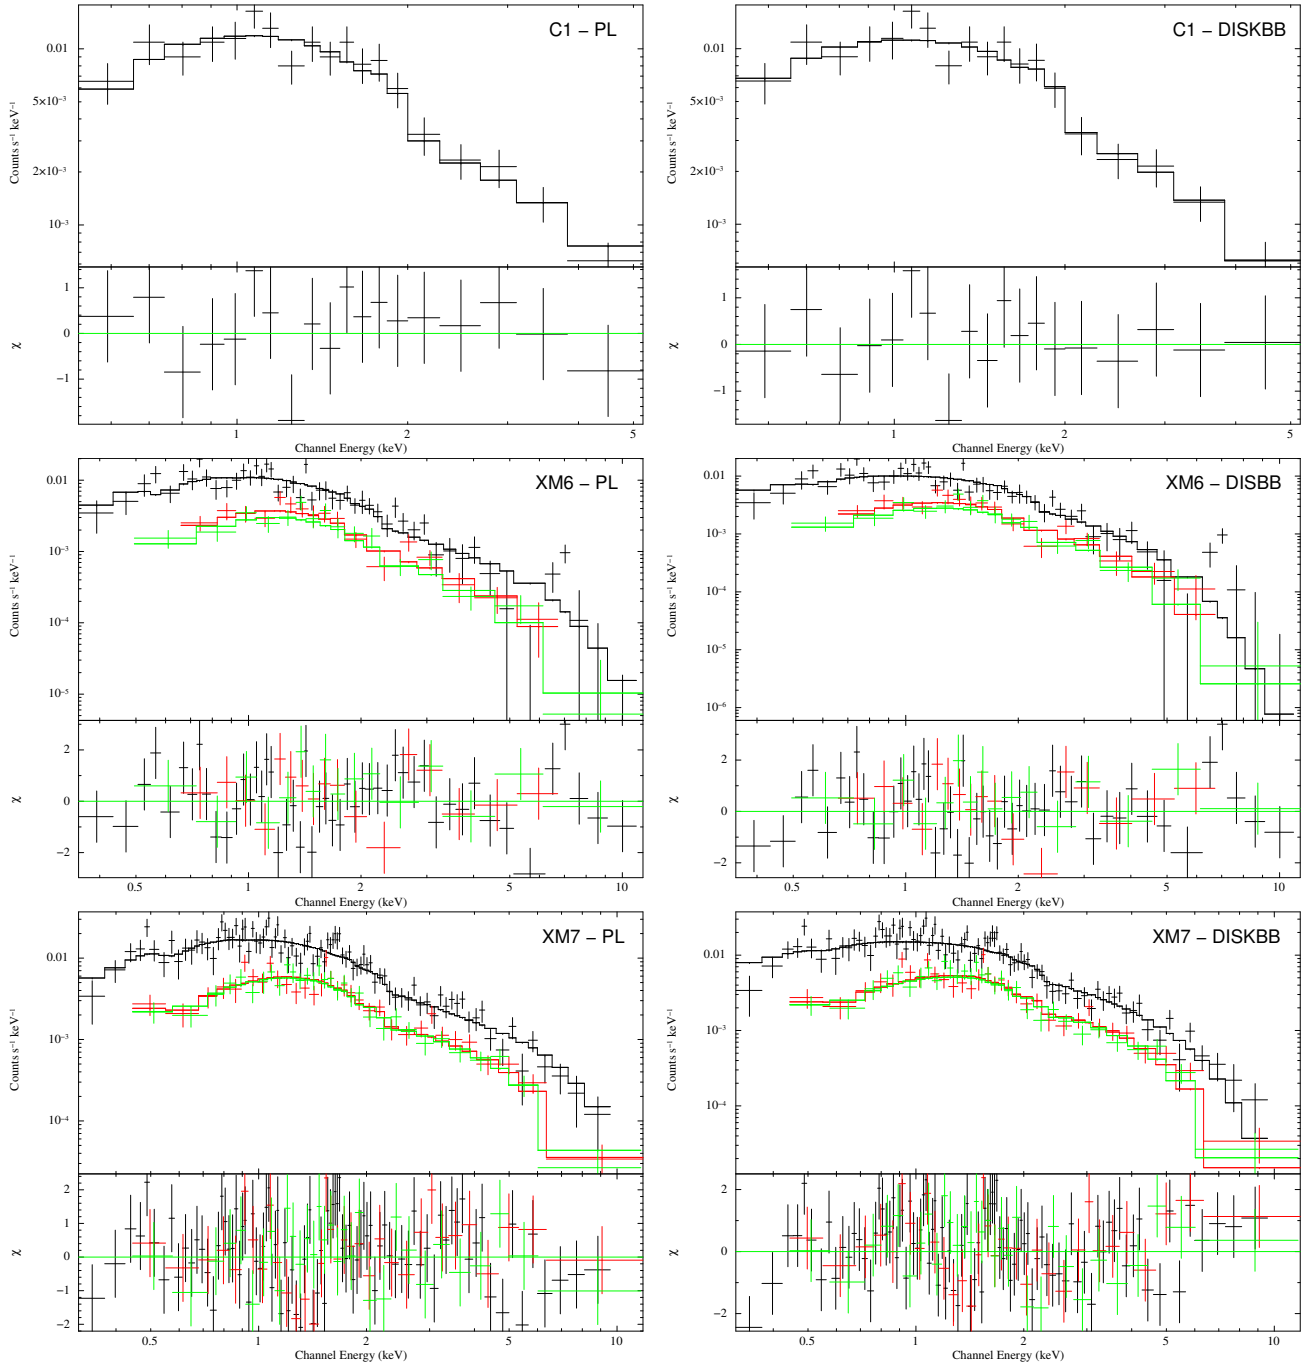 C1 − PL
0.01
5×10⁻³
2×10⁻³
10⁻³
Counts s⁻¹ keV⁻¹
1
0
−1
χ
1
2
5
Channel Energy (keV)
C1 − DISKBB
0.01
5×10⁻³
2×10⁻³
10⁻³
Counts s⁻¹ keV⁻¹
1
0
−1
χ
1
2
5
Channel Energy (keV)
XM6 − PL
0.01
10⁻³
10⁻⁴
10⁻⁵
Counts s⁻¹ keV⁻¹
2
0
−2
χ
0.5
1
2
5
10
Channel Energy (keV)
XM6 − DISBB
0.01
10⁻³
10⁻⁴
10⁻⁵
10⁻⁶
Counts s⁻¹ keV⁻¹
2
0
−2
χ
0.5
1
2
5
10
Channel Energy (keV)
XM7 − PL
0.01
10⁻³
10⁻⁴
Counts s⁻¹ keV⁻¹
2
1
0
−1
−2
χ
0.5
1
2
5
10
Channel Energy (keV)
XM7 − DISKBB
0.01
10⁻³
10⁻⁴
Counts s⁻¹ keV⁻¹
2
0
−2
χ
0.5
1
2
5
10
Channel Energy (keV)